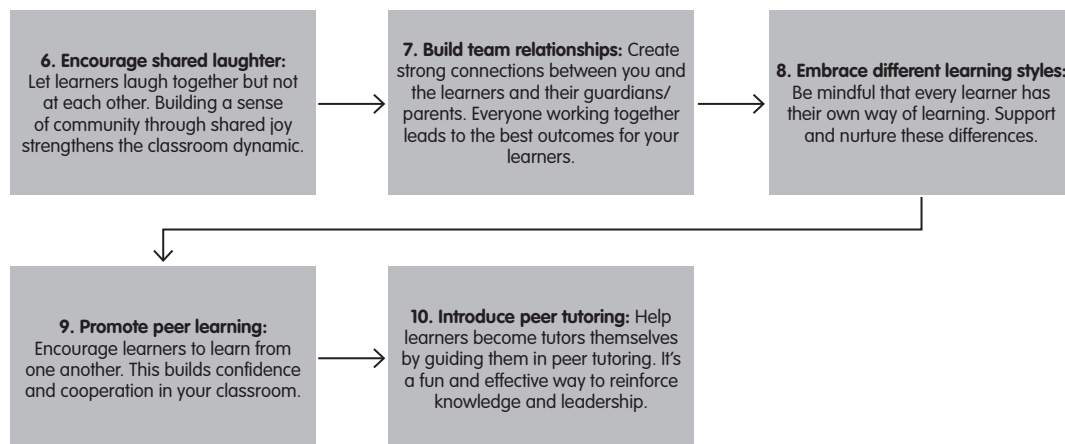 6. Encourage shared laughter:
Let learners laugh together but not
at each other. Building a sense
of community through shared joy
strengthens the classroom dynamic.
7. Build team relationships: Create
strong connections between you and
the learners and their guardians/
parents. Everyone working together
leads to the best outcomes for your
learners.
8. Embrace different learning styles:
Be mindful that every learner has
their own way of learning. Support
and nurture these differences.
9. Promote peer learning:
Encourage learners to learn from
one another. This builds confidence
and cooperation in your classroom.
10. Introduce peer tutoring: Help
learners become tutors themselves
by guiding them in peer tutoring. It's
a fun and effective way to reinforce
knowledge and leadership.